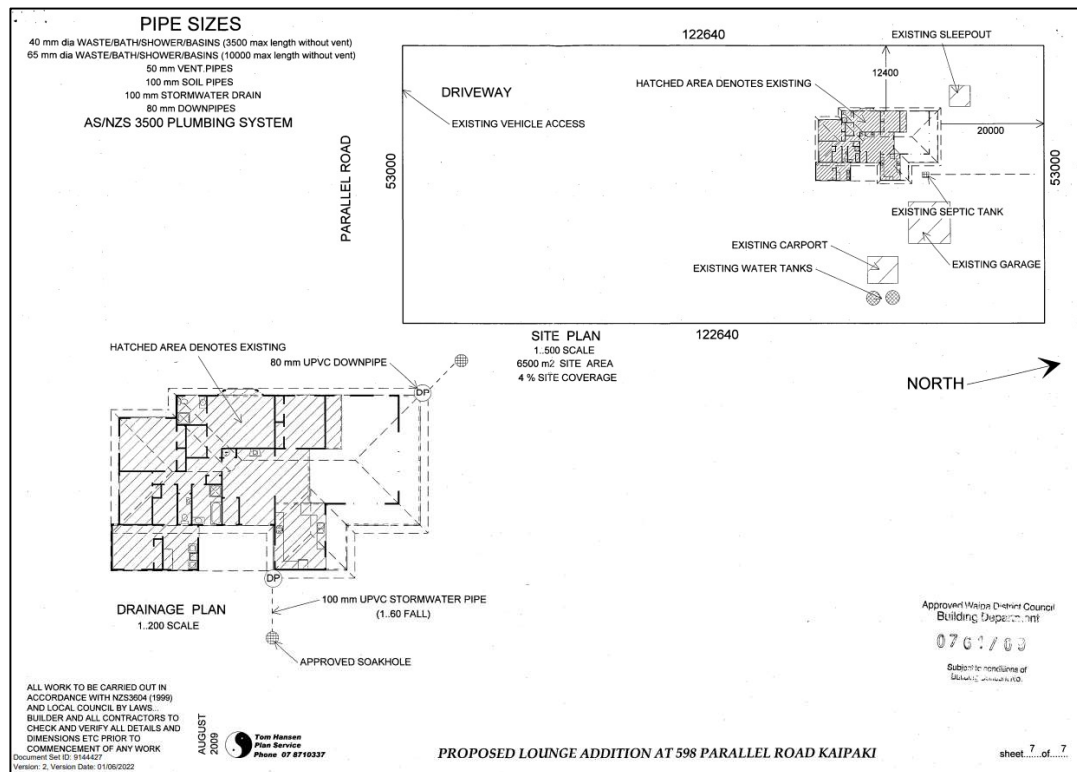 PIPE SIZES
40 mm dia WASTE/BATH/SHOWER/BASINS (3500 max length without vent)
65 mm dia WASTE/BATH/SHOWER/BASINS (10000 max length without vent)
50 mm VENT PIPES
100 mm SOIL PIPES
100 mm STORMWATER DRAIN
80 mm DOWNPIPES
AS/NZS 3500 PLUMBING SYSTEM
122640
EXISTING SLEEPOUT
12400
HATCHED AREA DENOTES EXISTING
DRIVEWAY
EXISTING VEHICLE ACCESS
20000
PARALLEL ROAD
53000
53000
EXISTING SEPTIC TANK
EXISTING CARPORT
EXISTING GARAGE
EXISTING WATER TANKS
122640
SITE PLAN
1..500 SCALE
6500 m2 SITE AREA
4 % SITE COVERAGE
NORTH
HATCHED AREA DENOTES EXISTING
80 mm UPVC DOWNPIPE
DP
DP
DRAINAGE PLAN
1..200 SCALE
100 mm UPVC STORMWATER PIPE
(1..60 FALL)
APPROVED SOAKHOLE
Approved Waipa District Council
Building Department
0761/09
Subject to conditions of
Building
ALL WORK TO BE CARRIED OUT IN
ACCORDANCE WITH NZS3604 (1999)
AND LOCAL COUNCIL BY LAWS...
BUILDER AND ALL CONTRACTORS TO
CHECK AND VERIFY ALL DETAILS AND
DIMENSIONS ETC PRIOR TO
COMMENCEMENT OF ANY WORK
Document Set ID: 9144427
Version: 2, Version Date: 01/06/2022
AUGUST
2009
Tom Hansen
Plan Service
Phone 07 8710337
PROPOSED LOUNGE ADDITION AT 598 PARALLEL ROAD KAIPAKI
sheet...7...of...7...